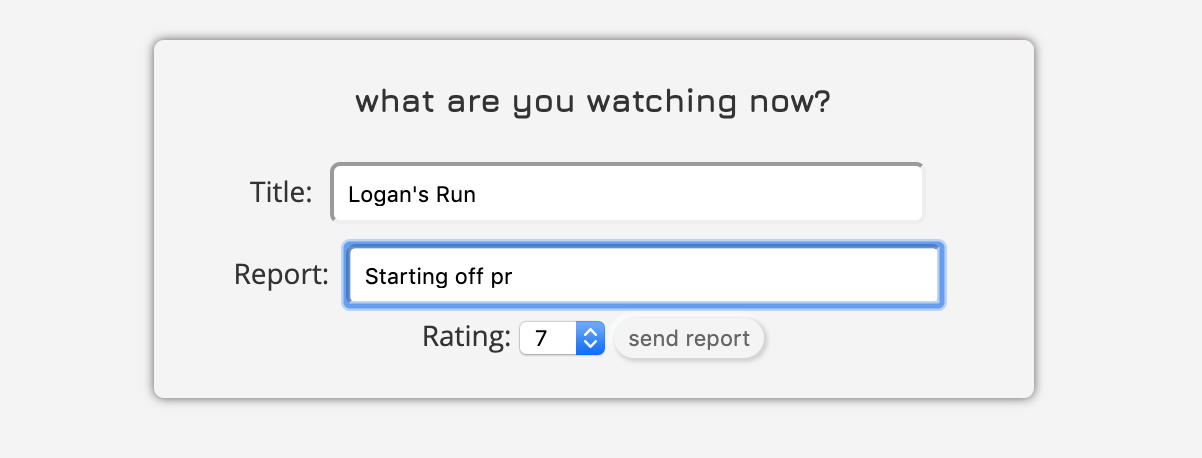 what are you watching now?
Title: Logan's Run
Report: Starting off pr
Rating: 7 send report